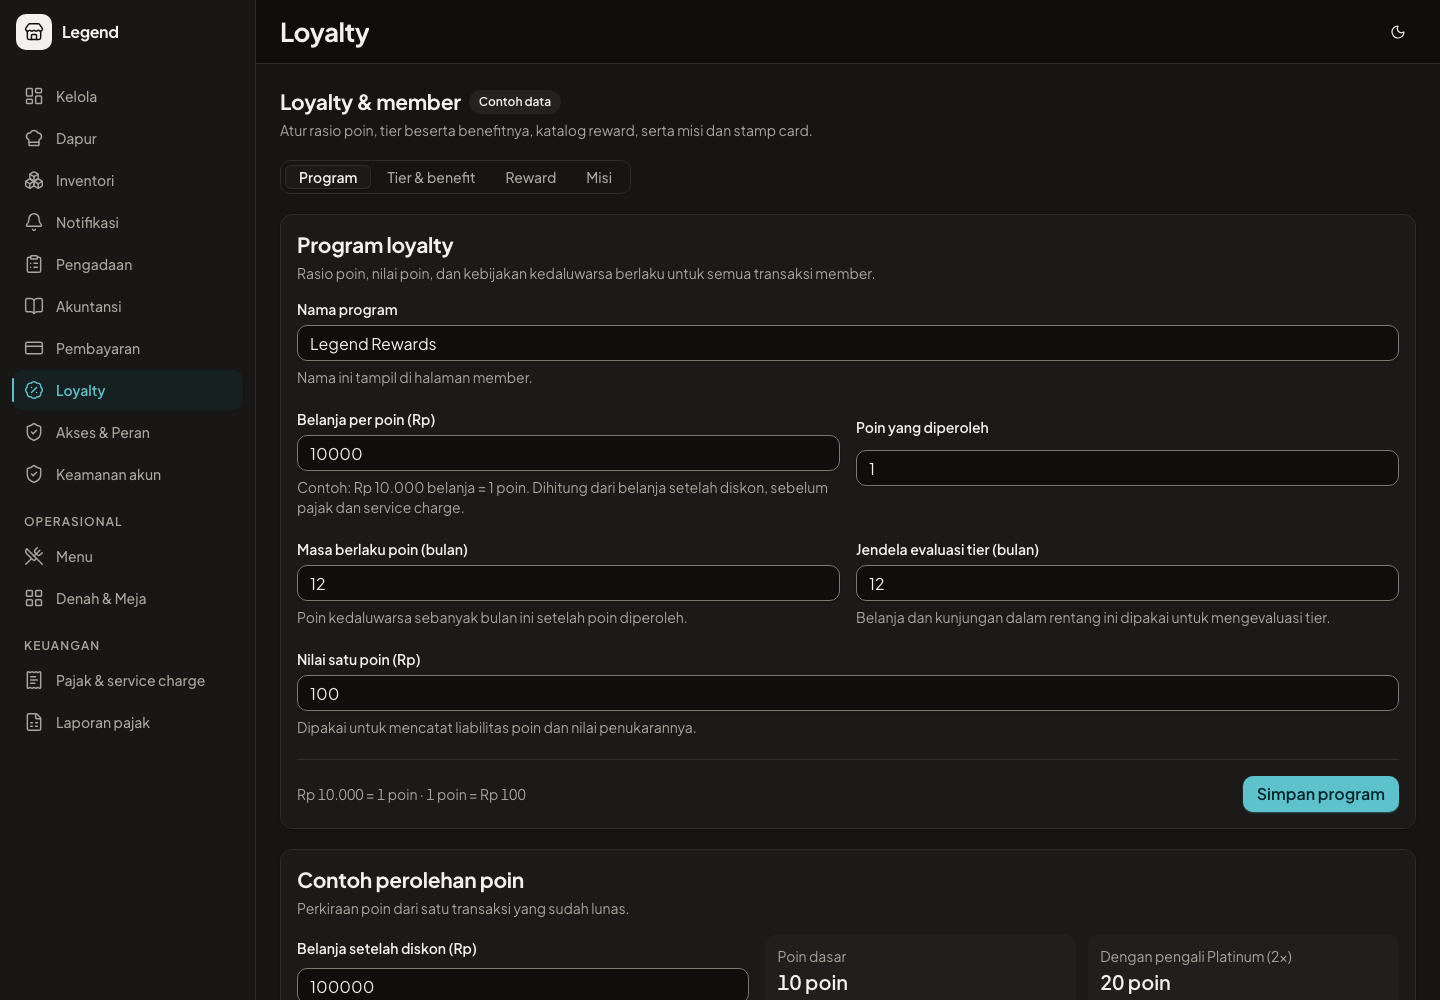 Legend
Loyalty
Kelola
Dapur
Inventori
Notifikasi
Pengadaan
Akuntansi
Pembayaran
Loyalty
Akses & Peran
Keamanan akun
OPERASIONAL
Menu
Denah & Meja
KEUANGAN
Pajak & service charge
Laporan pajak
Loyalty & member
Contoh data
Atur rasio poin, tier beserta benefitnya, katalog reward, serta misi dan stamp card.
Program
Tier & benefit
Reward
Misi
Program loyalty
Rasio poin, nilai poin, dan kebijakan kedaluwarsa berlaku untuk semua transaksi member.
Nama program
Legend Rewards
Nama ini tampil di halaman member.
Belanja per poin (Rp)
10000
Contoh: Rp 10.000 belanja = 1 poin. Dihitung dari belanja setelah diskon, sebelum
pajak dan service charge.
Poin yang diperoleh
1
Masa berlaku poin (bulan)
12
Poin kedaluwarsa sebanyak bulan ini setelah poin diperoleh.
Jendela evaluasi tier (bulan)
12
Belanja dan kunjungan dalam rentang ini dipakai untuk mengevaluasi tier.
Nilai satu poin (Rp)
100
Dipakai untuk mencatat liabilitas poin dan nilai penukarannya.
Rp 10.000 = 1 poin · 1 poin = Rp 100
Simpan program
Contoh perolehan poin
Perkiraan poin dari satu transaksi yang sudah lunas.
Belanja setelah diskon (Rp)
100000
Poin dasar
10 poin
Dengan pengali Platinum (2×)
20 poin